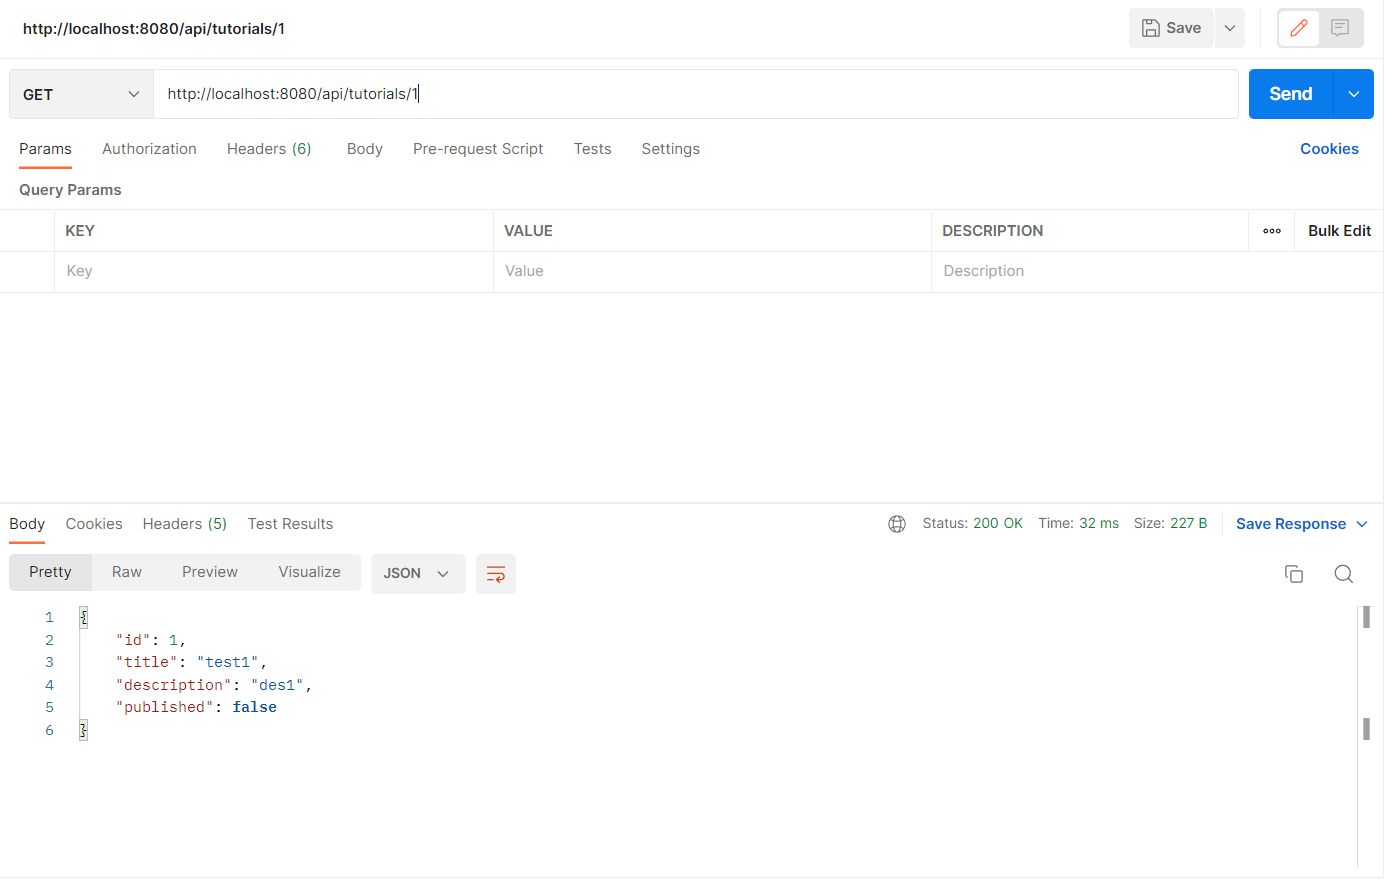 http://localhost:8080/api/tutorials/1 Save
GET http://localhost:8080/api/tutorials/1 Send
Params Authorization Headers (6) Body Pre-request Script Tests Settings Cookies
Query Params
KEY VALUE DESCRIPTION Bulk Edit
Key Value Description
Body Cookies Headers (5) Test Results Status: 200 OK Time: 32 ms Size: 227 B Save Response
Pretty Raw Preview Visualize JSON
1 {
2 "id": 1,
3 "title": "test1",
4 "description": "des1",
5 "published": false
6 }